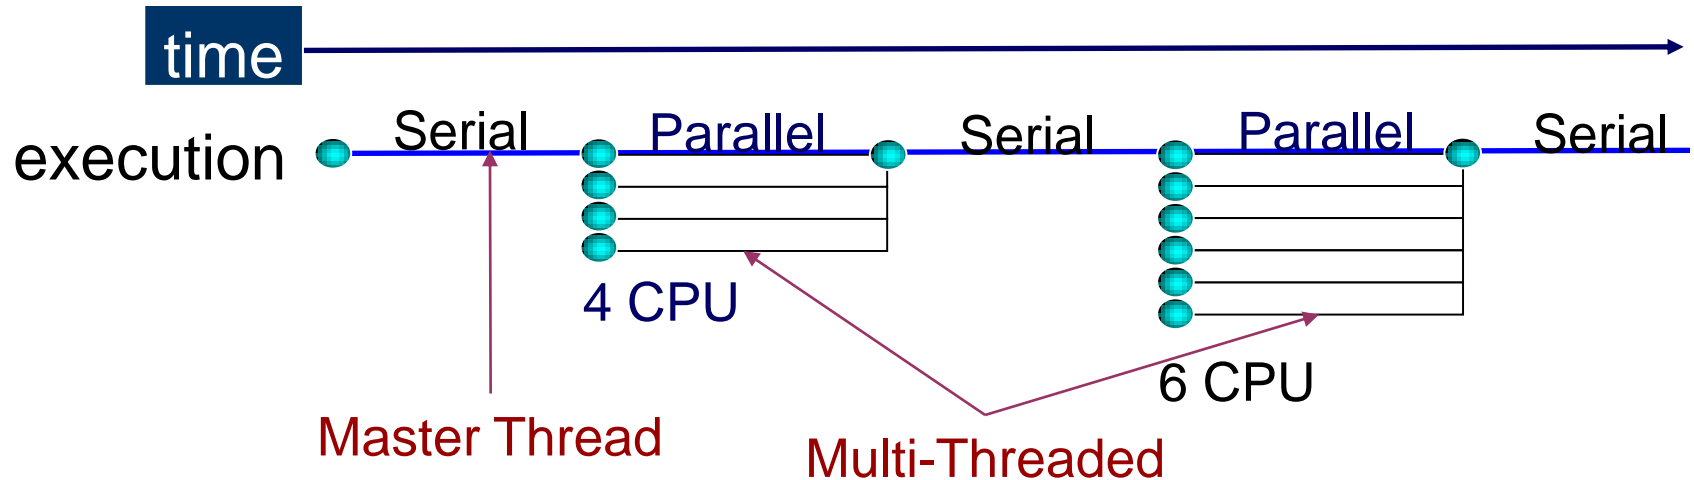 time
execution
Serial
Parallel
Serial
Parallel
Serial
4 CPU
6 CPU
Master Thread
Multi-Threaded